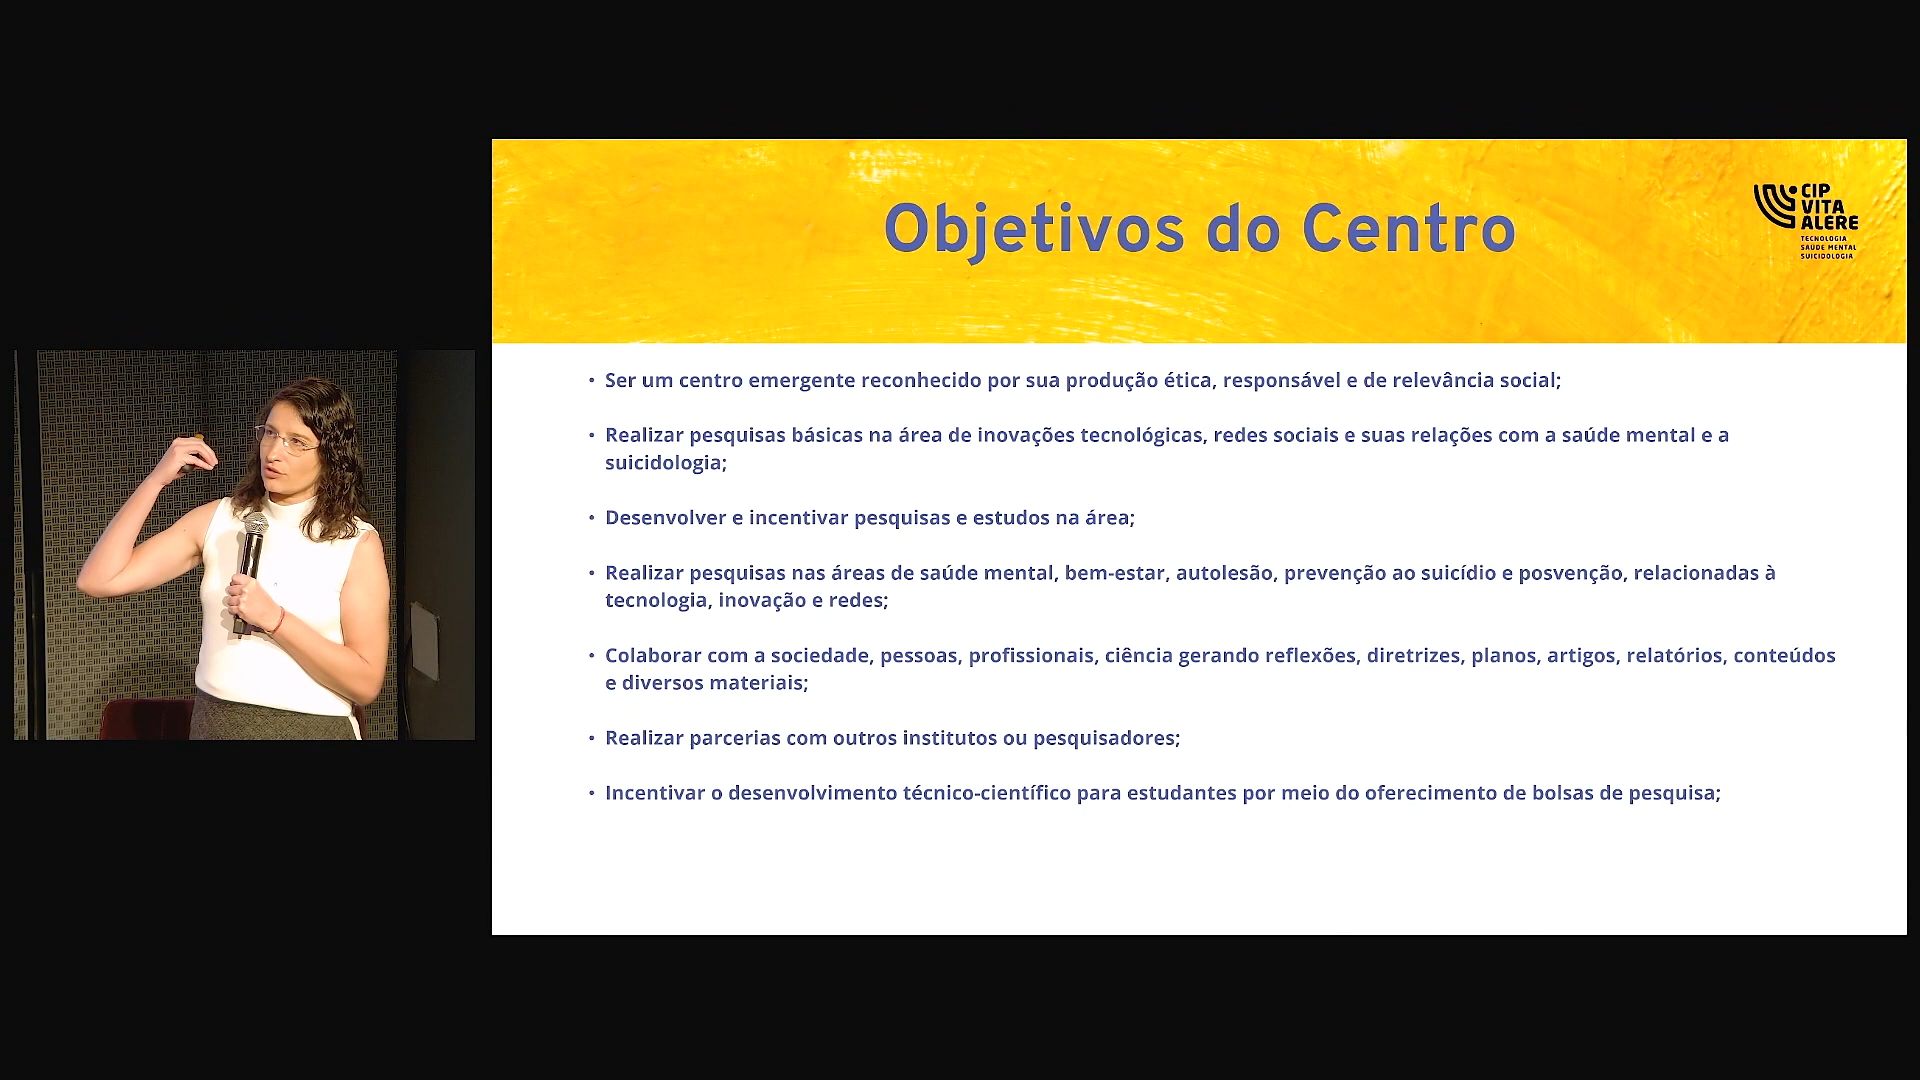 Objetivos do Centro
CIP
VITA
ALERE
TECNOLOGIA
SAÚDE MENTAL
SUICIDOLOGIA
• Ser um centro emergente reconhecido por sua produção ética, responsável e de relevância social;
• Realizar pesquisas básicas na área de inovações tecnológicas, redes sociais e suas relações com a saúde mental e a
suicidologia;
• Desenvolver e incentivar pesquisas e estudos na área;
• Realizar pesquisas nas áreas de saúde mental, bem-estar, autolesão, prevenção ao suicídio e posvenção, relacionadas à
tecnologia, inovação e redes;
• Colaborar com a sociedade, pessoas, profissionais, ciência gerando reflexões, diretrizes, planos, artigos, relatórios, conteúdos
e diversos materiais;
• Realizar parcerias com outros institutos ou pesquisadores;
• Incentivar o desenvolvimento técnico-científico para estudantes por meio do oferecimento de bolsas de pesquisa;